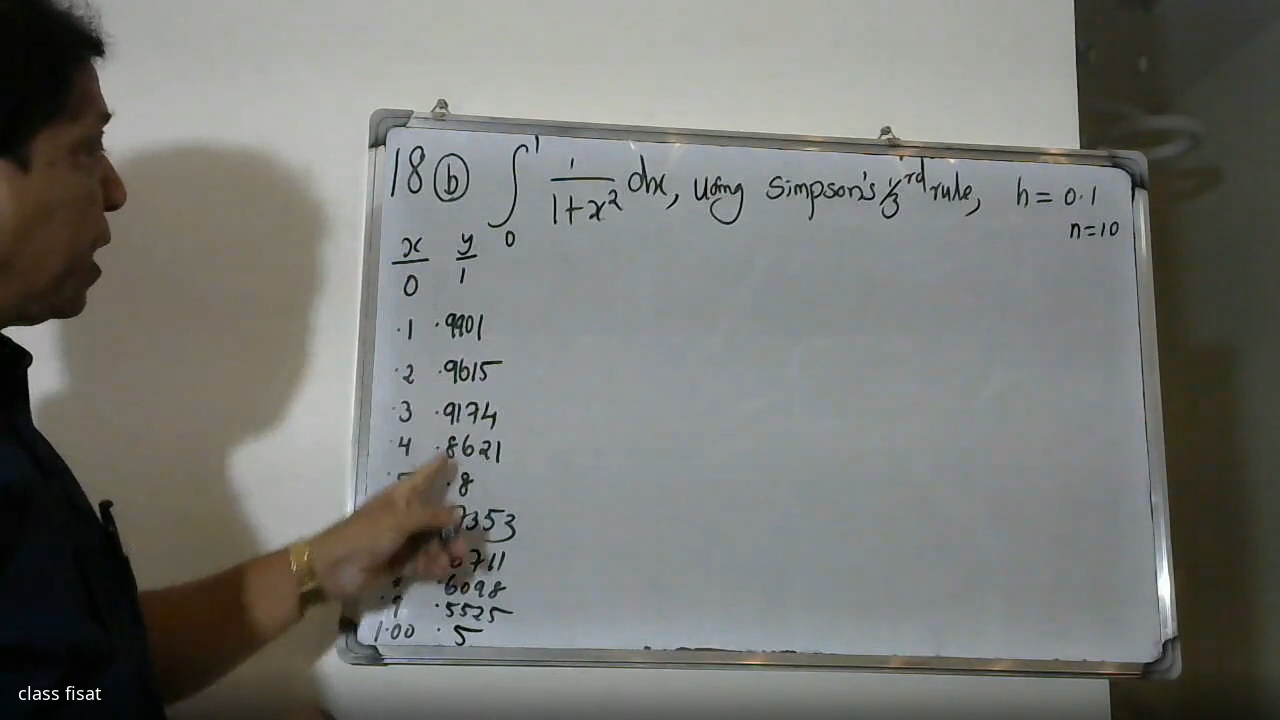 18 (b) ∫₀¹ 1/(1+x²) dx, using Simpson's 1/3rd rule, h = 0.1
n=10
x y
0 1
.1 .9901
.2 .9615
.3 .9174
.4 .8621
.8
7353
6711
.6098
.9 .5525
1.00 .5
class fisat